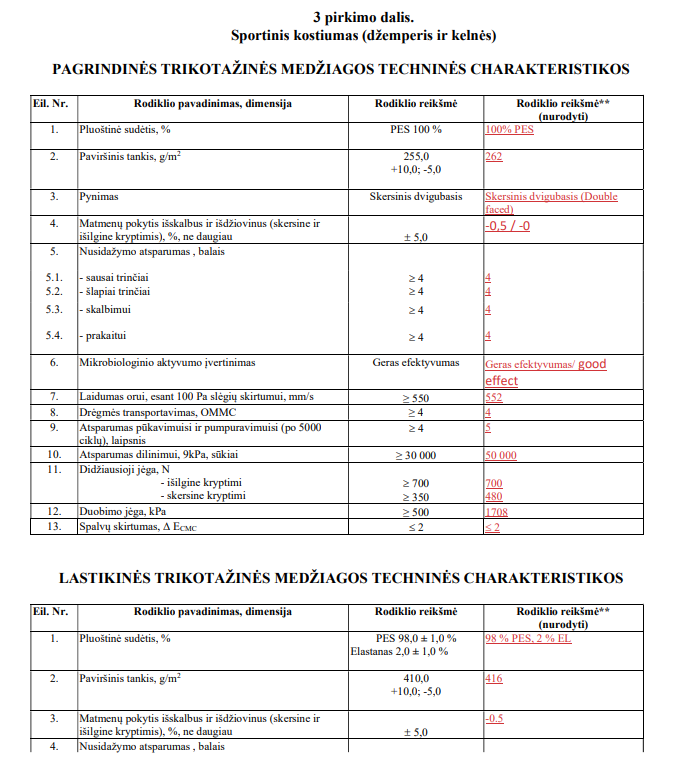 3 pirkimo dalis.
Sportinis kostiumas (džemperis ir kelnės)
PAGRINDINĖS TRIKOTAŽINĖS MEDŽIAGOS TECHNINĖS CHARAKTERISTIKOS
Eil. Nr. Rodiklio pavadinimas, dimensija Rodiklio reikšmė Rodiklio reikšmė**
(nurodyti)
1. Pluoštinė sudėtis, % PES 100 % 100% PES
2. Paviršinis tankis, g/m² 255,0 262
+10,0; -5,0
3. Pynimas Skersinis dvigubasis Skersinis dvigubasis (Double
faced)
4. Matmenų pokytis išskalbus ir išdžiovinus (skersine ir -0,5 / -0
išilgine kryptimis), %, ne daugiau ± 5,0
5. Nusidažymo atsparumas , balais
5.1. - sausai trinčiai ≥ 4 4
5.2. - šlapiai trinčiai ≥ 4 4
5.3. - skalbimui ≥ 4 4
5.4. - prakaitui ≥ 4 4
6. Mikrobiologinio aktyvumo įvertinimas Geras efektyvumas Geras efektyvumas/ good
effect
7. Laidumas orui, esant 100 Pa slėgių skirtumui, mm/s ≥ 550 552
8. Drėgmės transportavimas, OMMC ≥ 4 4
9. Atsparumas pūkavimuisi ir pumpuravimuisi (po 5000 ≥ 4 5
ciklų), laipsnis
10. Atsparumas dilinimui, 9kPa, sūkiai ≥ 30 000 50 000
11. Didžiausioji jėga, N
- išilgine kryptimi ≥ 700 700
- skersine kryptimi ≥ 350 480
12. Duobimo jėga, kPa ≥ 500 1708
13. Spalvų skirtumas, Δ ECMC ≤ 2 ≤ 2
LASTIKINĖS TRIKOTAŽINĖS MEDŽIAGOS TECHNINĖS CHARAKTERISTIKOS
Eil. Nr. Rodiklio pavadinimas, dimensija Rodiklio reikšmė Rodiklio reikšmė**
(nurodyti)
1. Pluoštinė sudėtis, % PES 98,0 ± 1,0 % 98 % PES, 2 % EL
Elastanas 2,0 ± 1,0 %
2. Paviršinis tankis, g/m² 410,0 416
+10,0; -5,0
3. Matmenų pokytis išskalbus ir išdžiovinus (skersine ir -0.5
išilgine kryptimis), %, ne daugiau ± 5,0
4. Nusidažymo atsparumas , balais